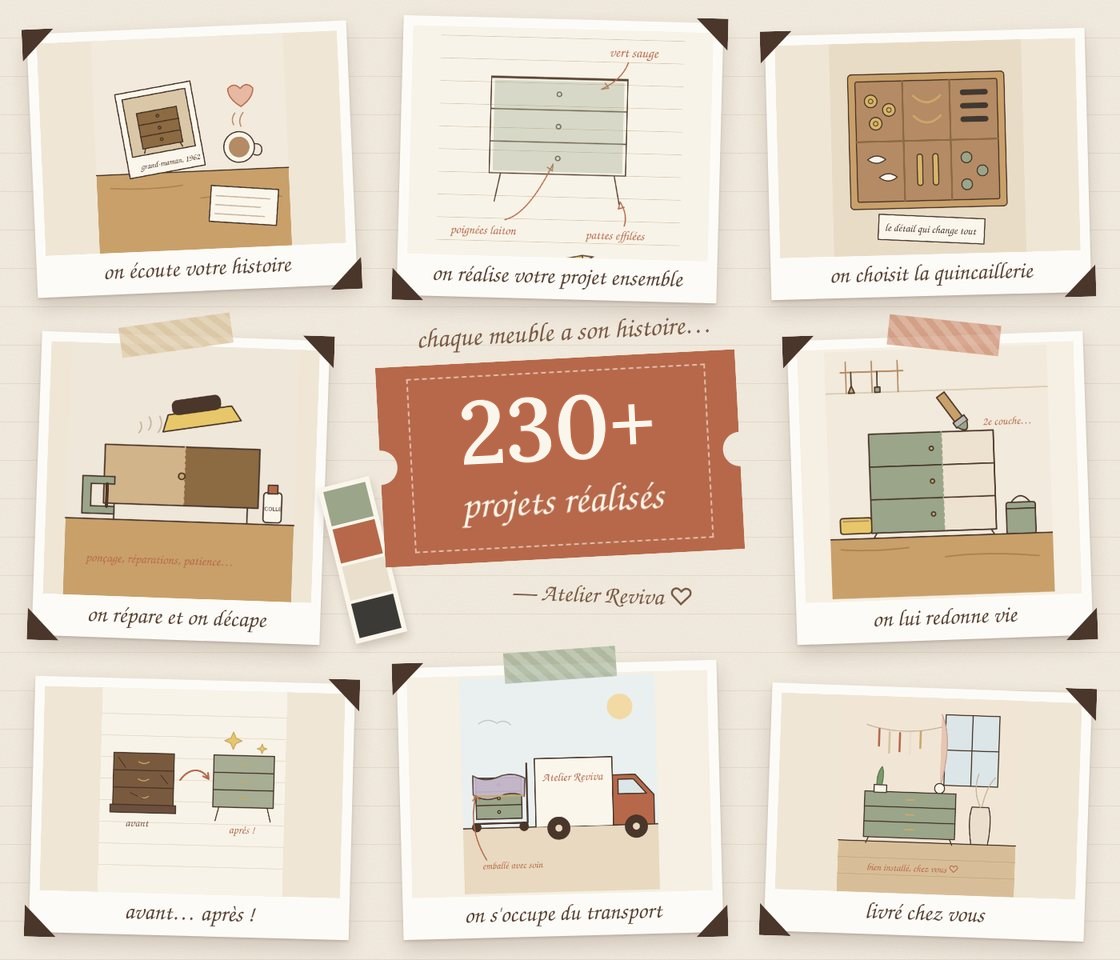 grand-maman, 1962
on écoute votre histoire
vert sauge
poignées laiton
pattes effilées
on réalise votre projet ensemble
le détail qui change tout
on choisit la quincaillerie
chaque meuble a son histoire…
230+
projets réalisés
— Atelier Reviva ♡
COLLE
ponçage, réparations, patience…
on répare et on décape
2e couche…
on lui redonne vie
avant
après !
avant… après !
Atelier Reviva
emballé avec soin
on s'occupe du transport
bien installé, chez vous ♡
livré chez vous